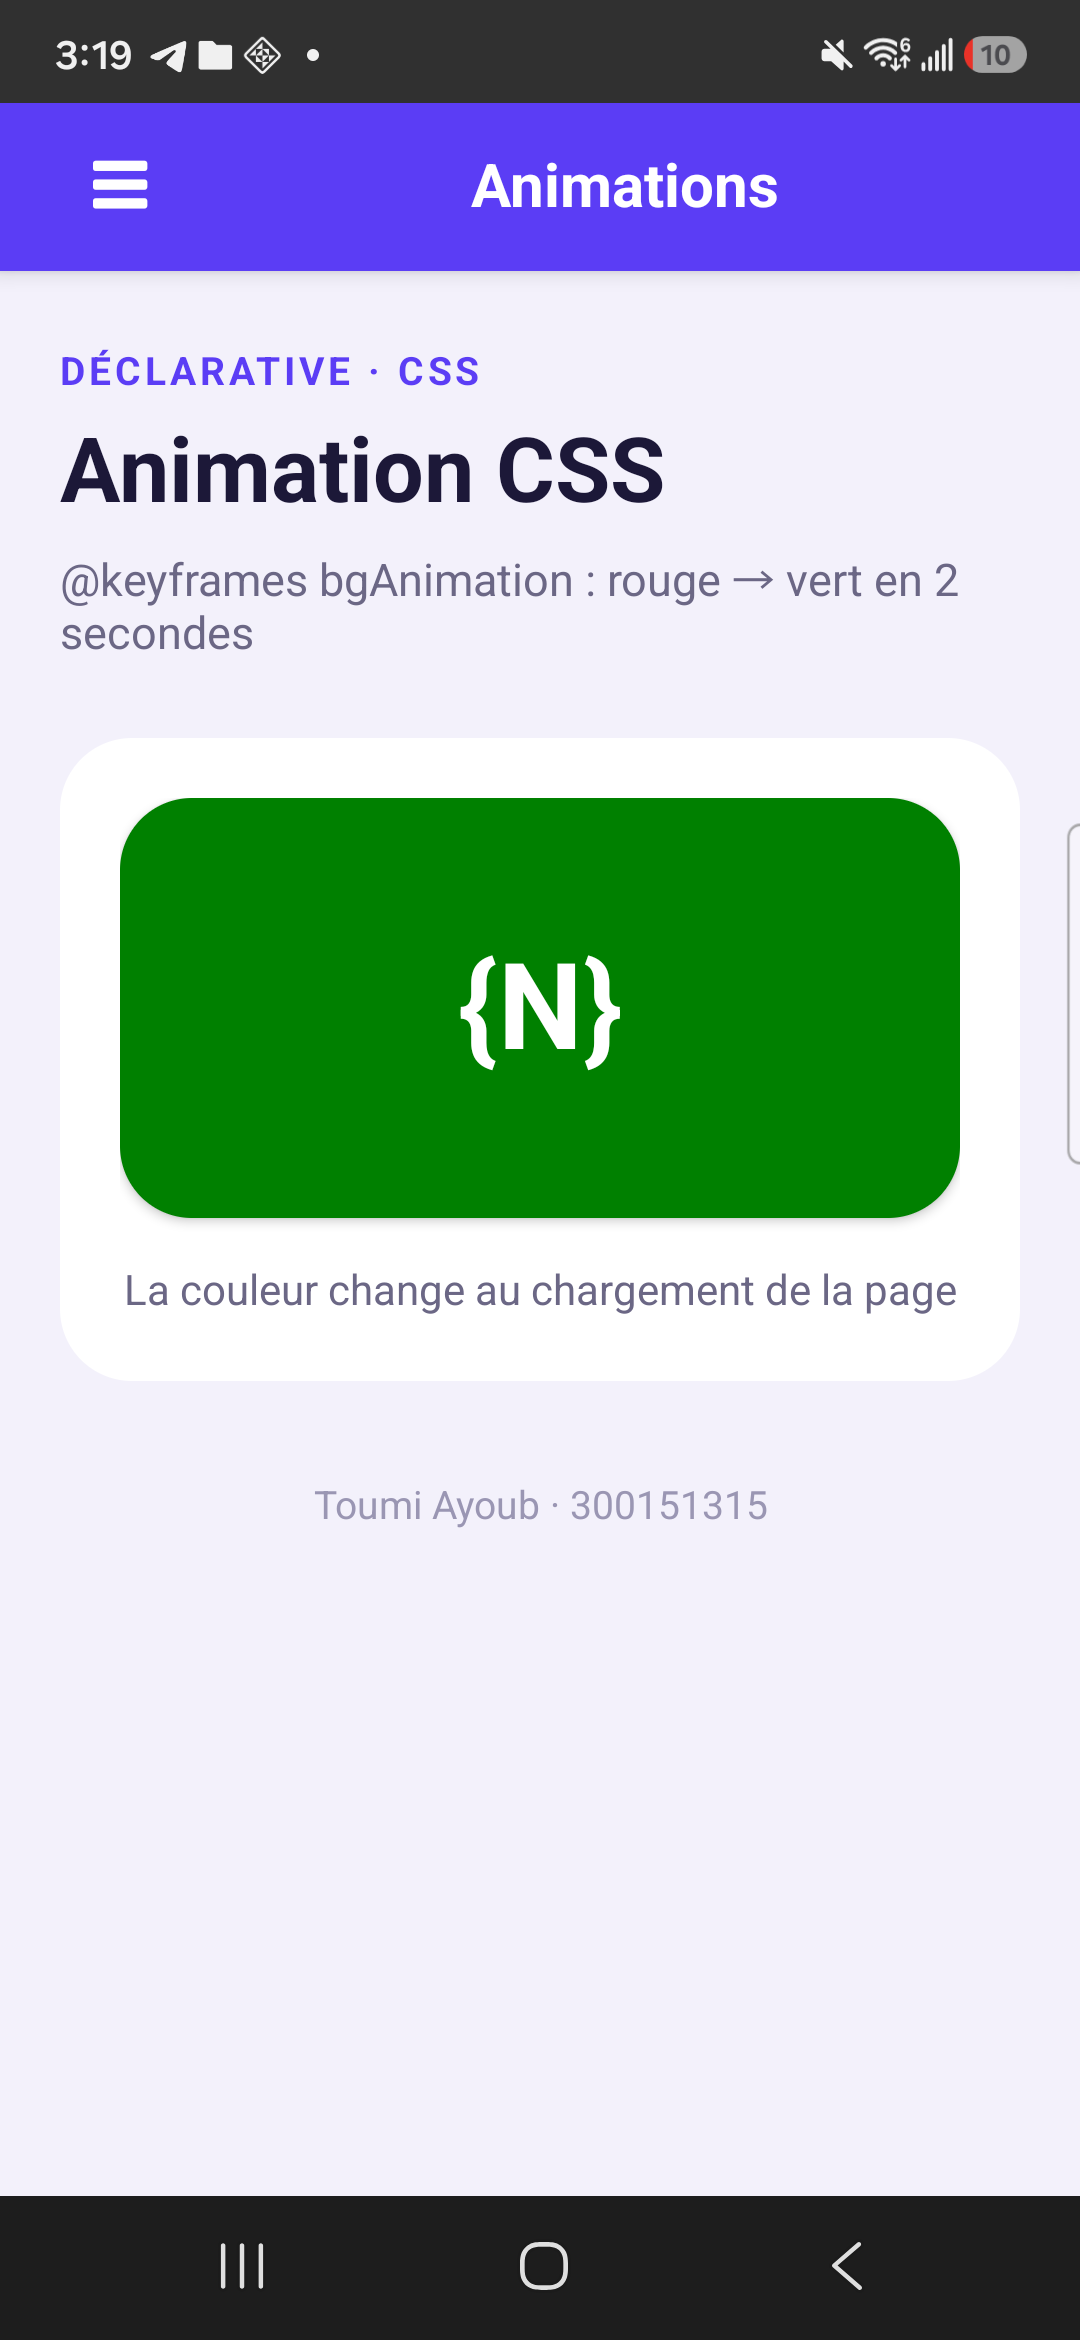 3:19
6
10
Animations
DÉCLARATIVE · CSS
Animation CSS
@keyframes bgAnimation : rouge → vert en 2
secondes
{N}
La couleur change au chargement de la page
Toumi Ayoub · 300151315